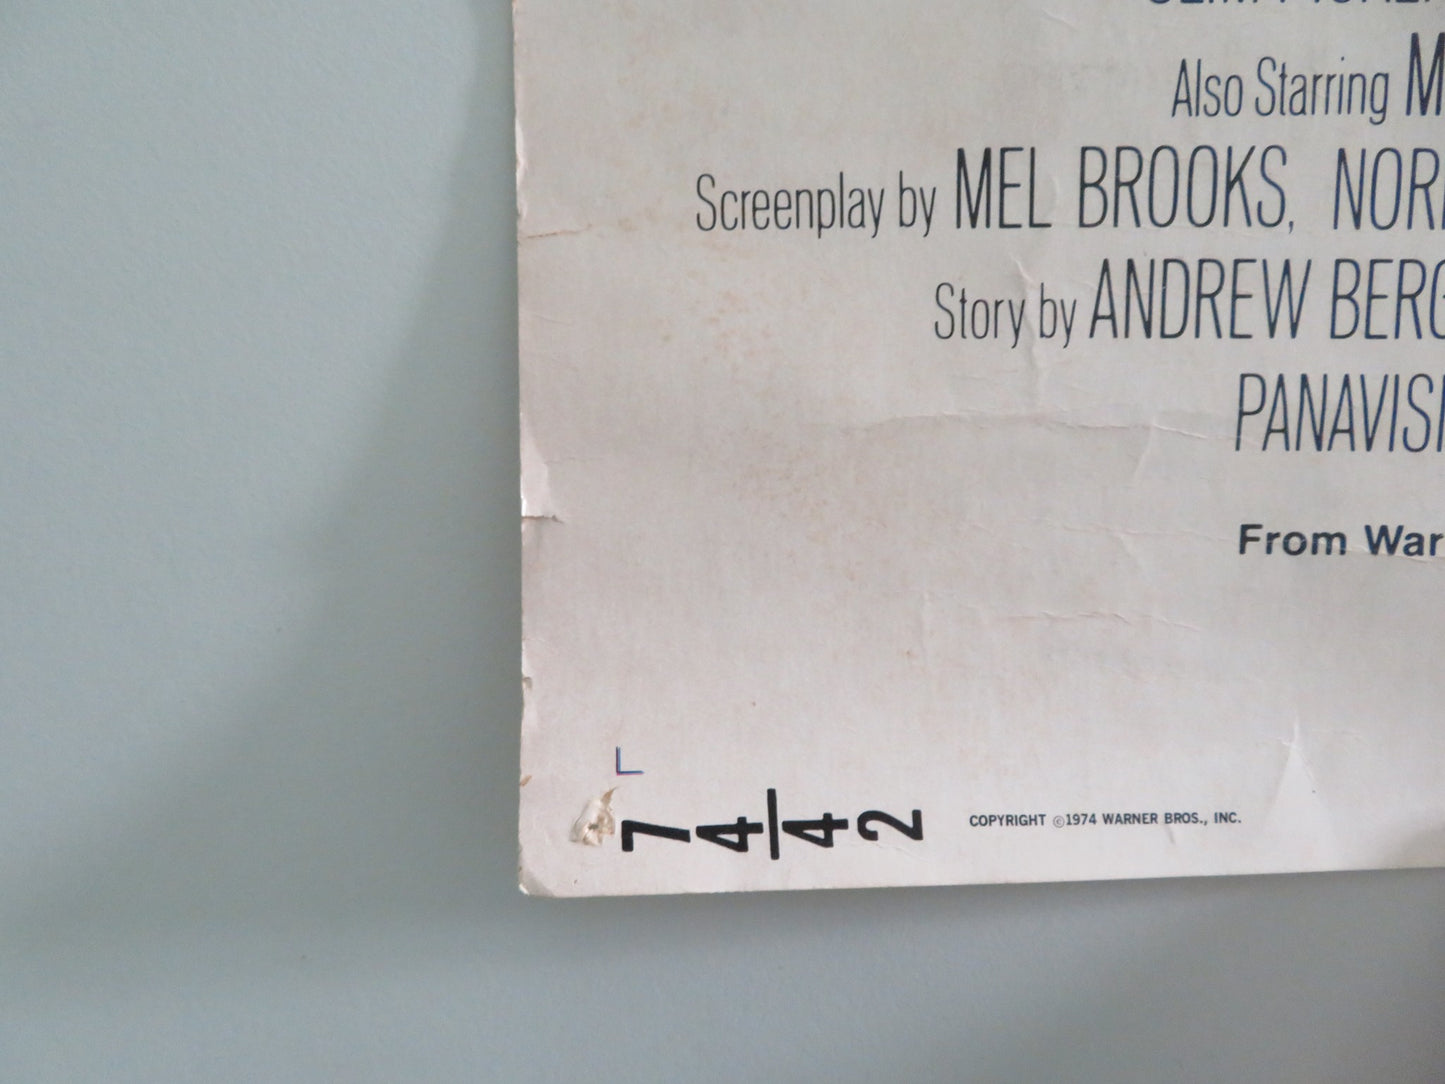 Also Starring M
Screenplay by MEL BROOKS, NOR
Story by ANDREW BERG
PANAVISI
From War
L
74/42
COPYRIGHT ©1974 WARNER BROS., INC.